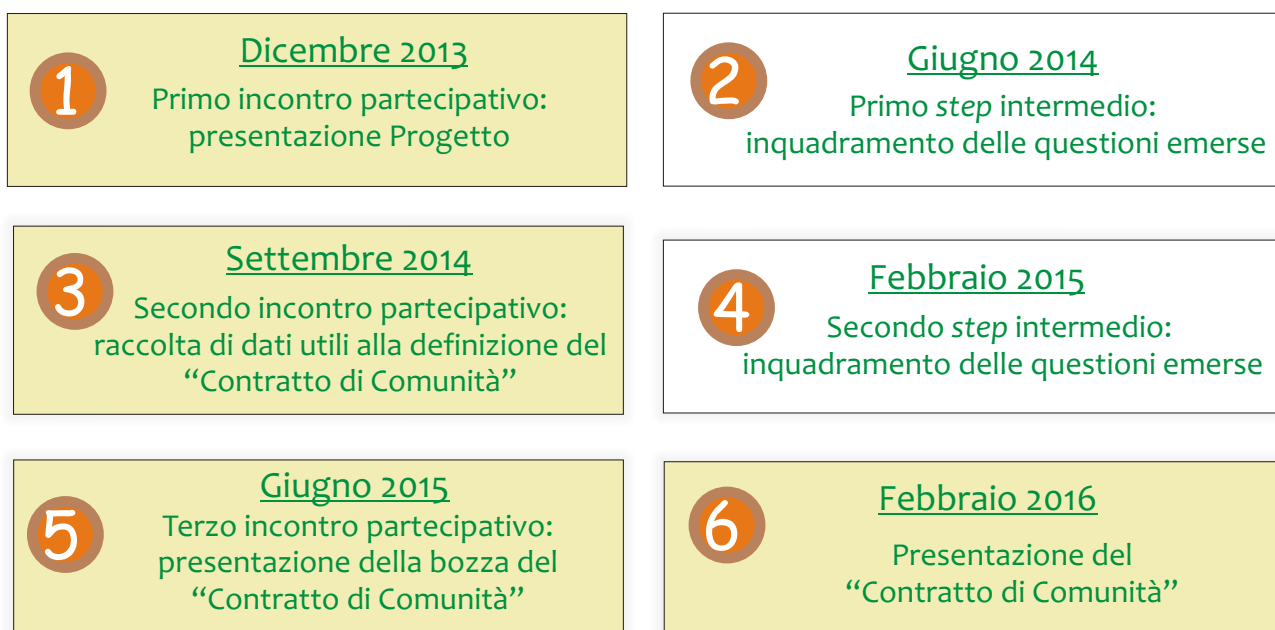 1
Dicembre 2013
Primo incontro partecipativo:
presentazione Progetto
2
Giugno 2014
Primo step intermedio:
inquadramento delle questioni emerse
3
Settembre 2014
Secondo incontro partecipativo:
raccolta di dati utili alla definizione del
“Contratto di Comunità”
4
Febbraio 2015
Secondo step intermedio:
inquadramento delle questioni emerse
5
Giugno 2015
Terzo incontro partecipativo:
presentazione della bozza del
“Contratto di Comunità”
6
Febbraio 2016
Presentazione del
“Contratto di Comunità”